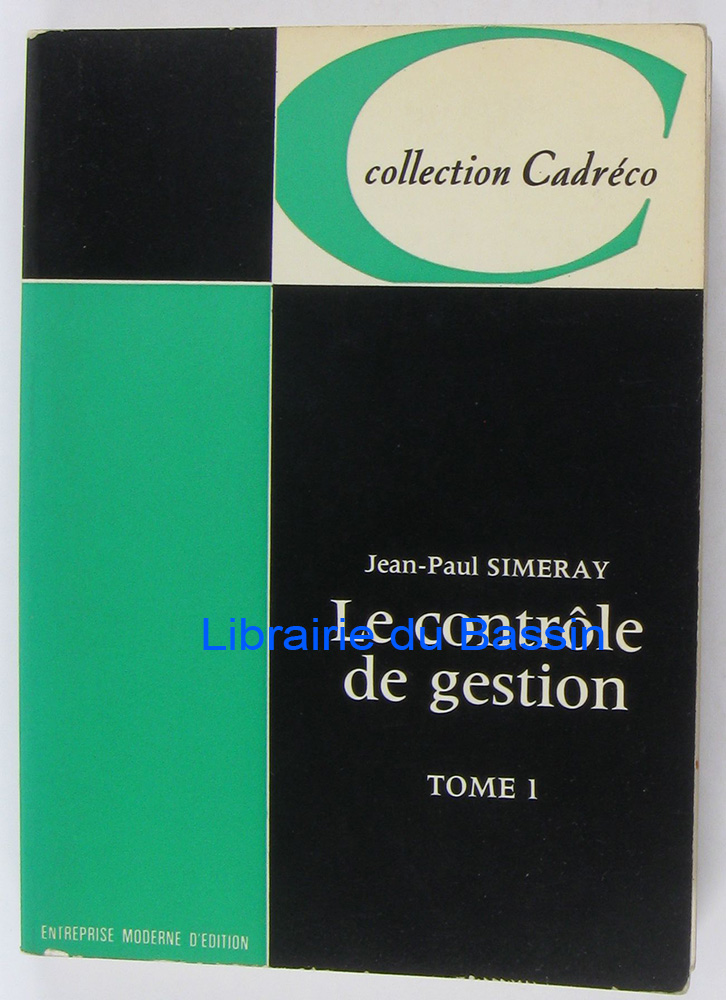 collection Cadréco
Jean-Paul SIMERAY
Le contrôle
Librairie du Bassin
de gestion
TOME 1
ENTREPRISE MODERNE D'EDITION